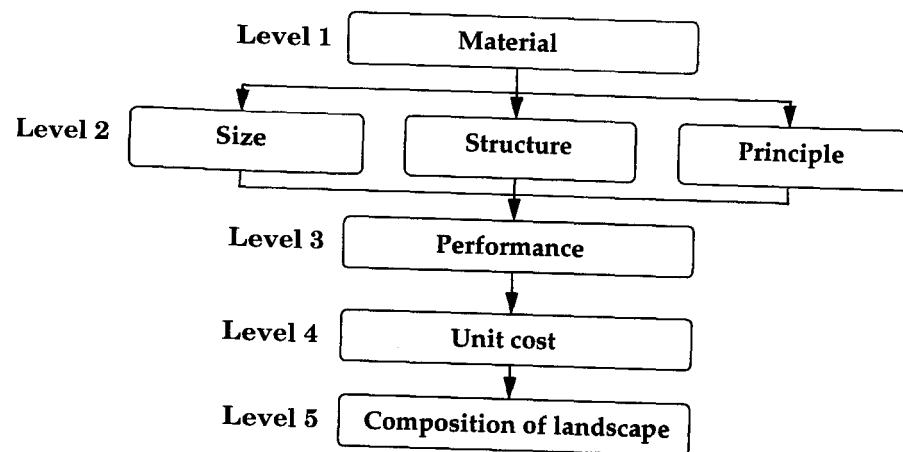 Level 1 Material
Level 2 Size Structure Principle
Level 3 Performance
Level 4 Unit cost
Level 5 Composition of landscape